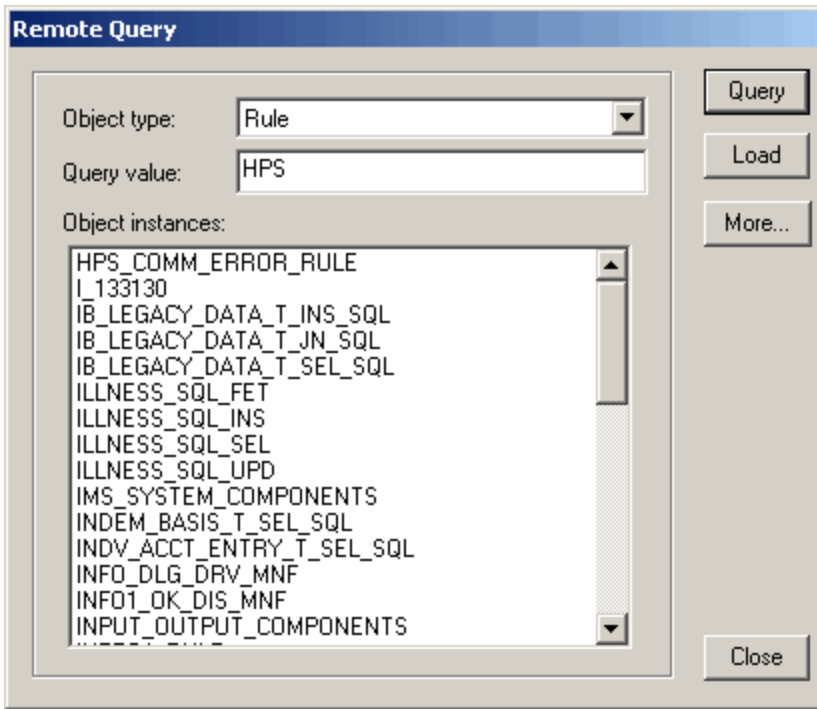 Remote Query
Object type:
Rule
Query
Query value:
HPS
Load
Object instances:
More...
HPS_COMM_ERROR_RULE
I_133130
IB_LEGACY_DATA_T_INS_SQL
IB_LEGACY_DATA_T_JN_SQL
IB_LEGACY_DATA_T_SEL_SQL
ILLNESS_SQL_FET
ILLNESS_SQL_INS
ILLNESS_SQL_SEL
ILLNESS_SQL_UPD
IMS_SYSTEM_COMPONENTS
INDEM_BASIS_T_SEL_SQL
INDV_ACCT_ENTRY_T_SEL_SQL
INFO_DLG_DRV_MNF
INFO1_OK_DIS_MNF
INPUT_OUTPUT_COMPONENTS
Close